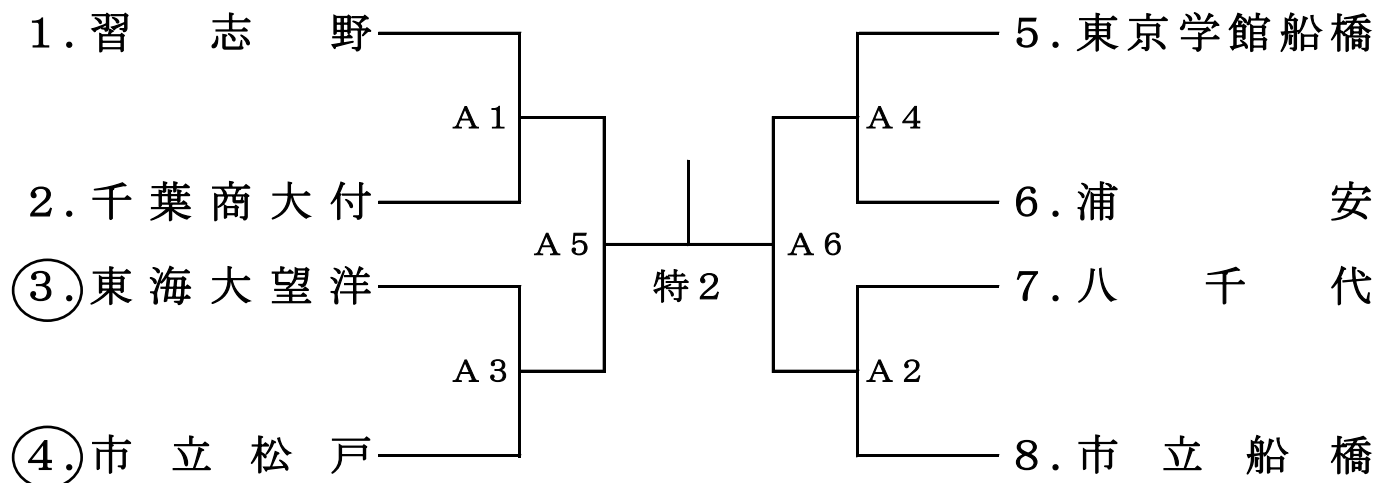 1.習志野
5.東京学館船橋
A1
A4
2.千葉商大付
6.浦安
A5
A6
③.東海大望洋
特2
7.八千代
A3
A2
④.市立松戸
8.市立船橋